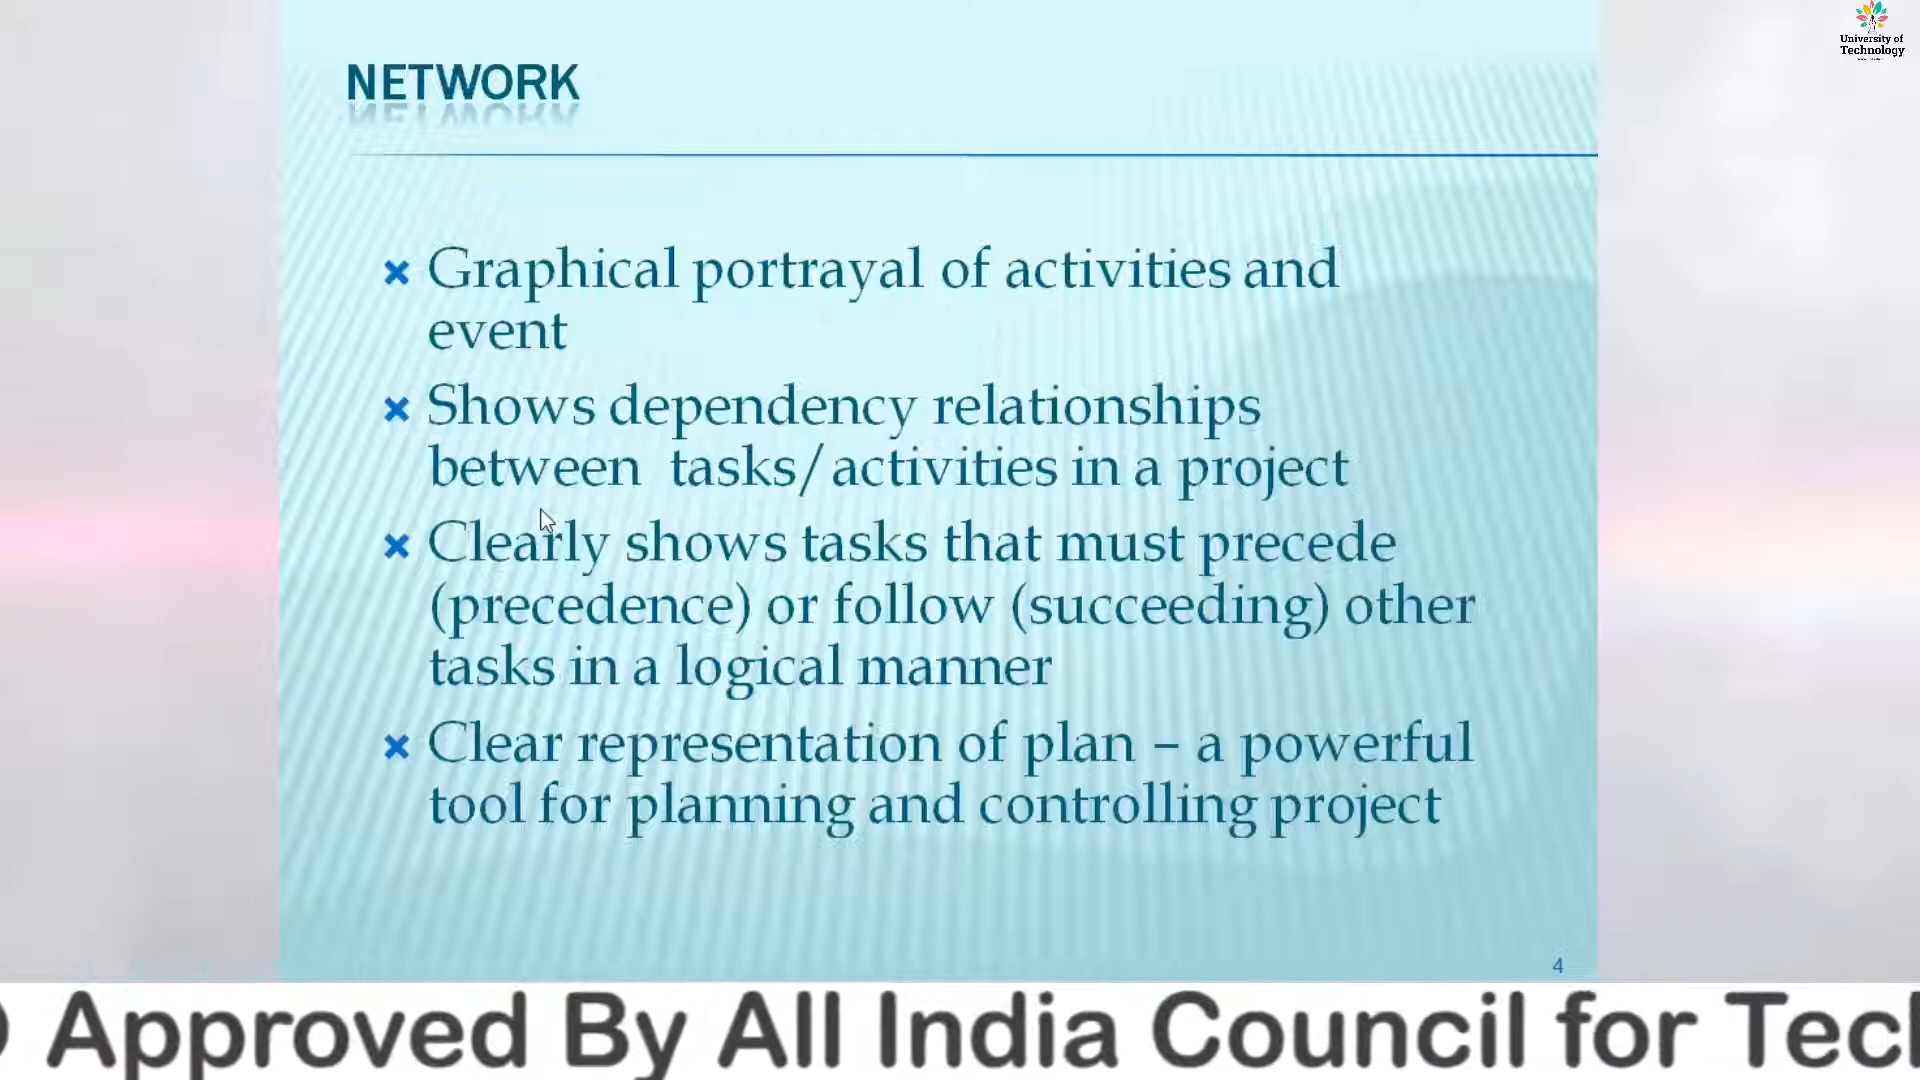 University of
Technology
NETWORK
Graphical portrayal of activities and
event
Shows dependency relationships
between tasks/activities in a project
Clearly shows tasks that must precede
(precedence) or follow (succeeding) other
tasks in a logical manner
Clear representation of plan – a powerful
tool for planning and controlling project
4
Approved By All India Council for